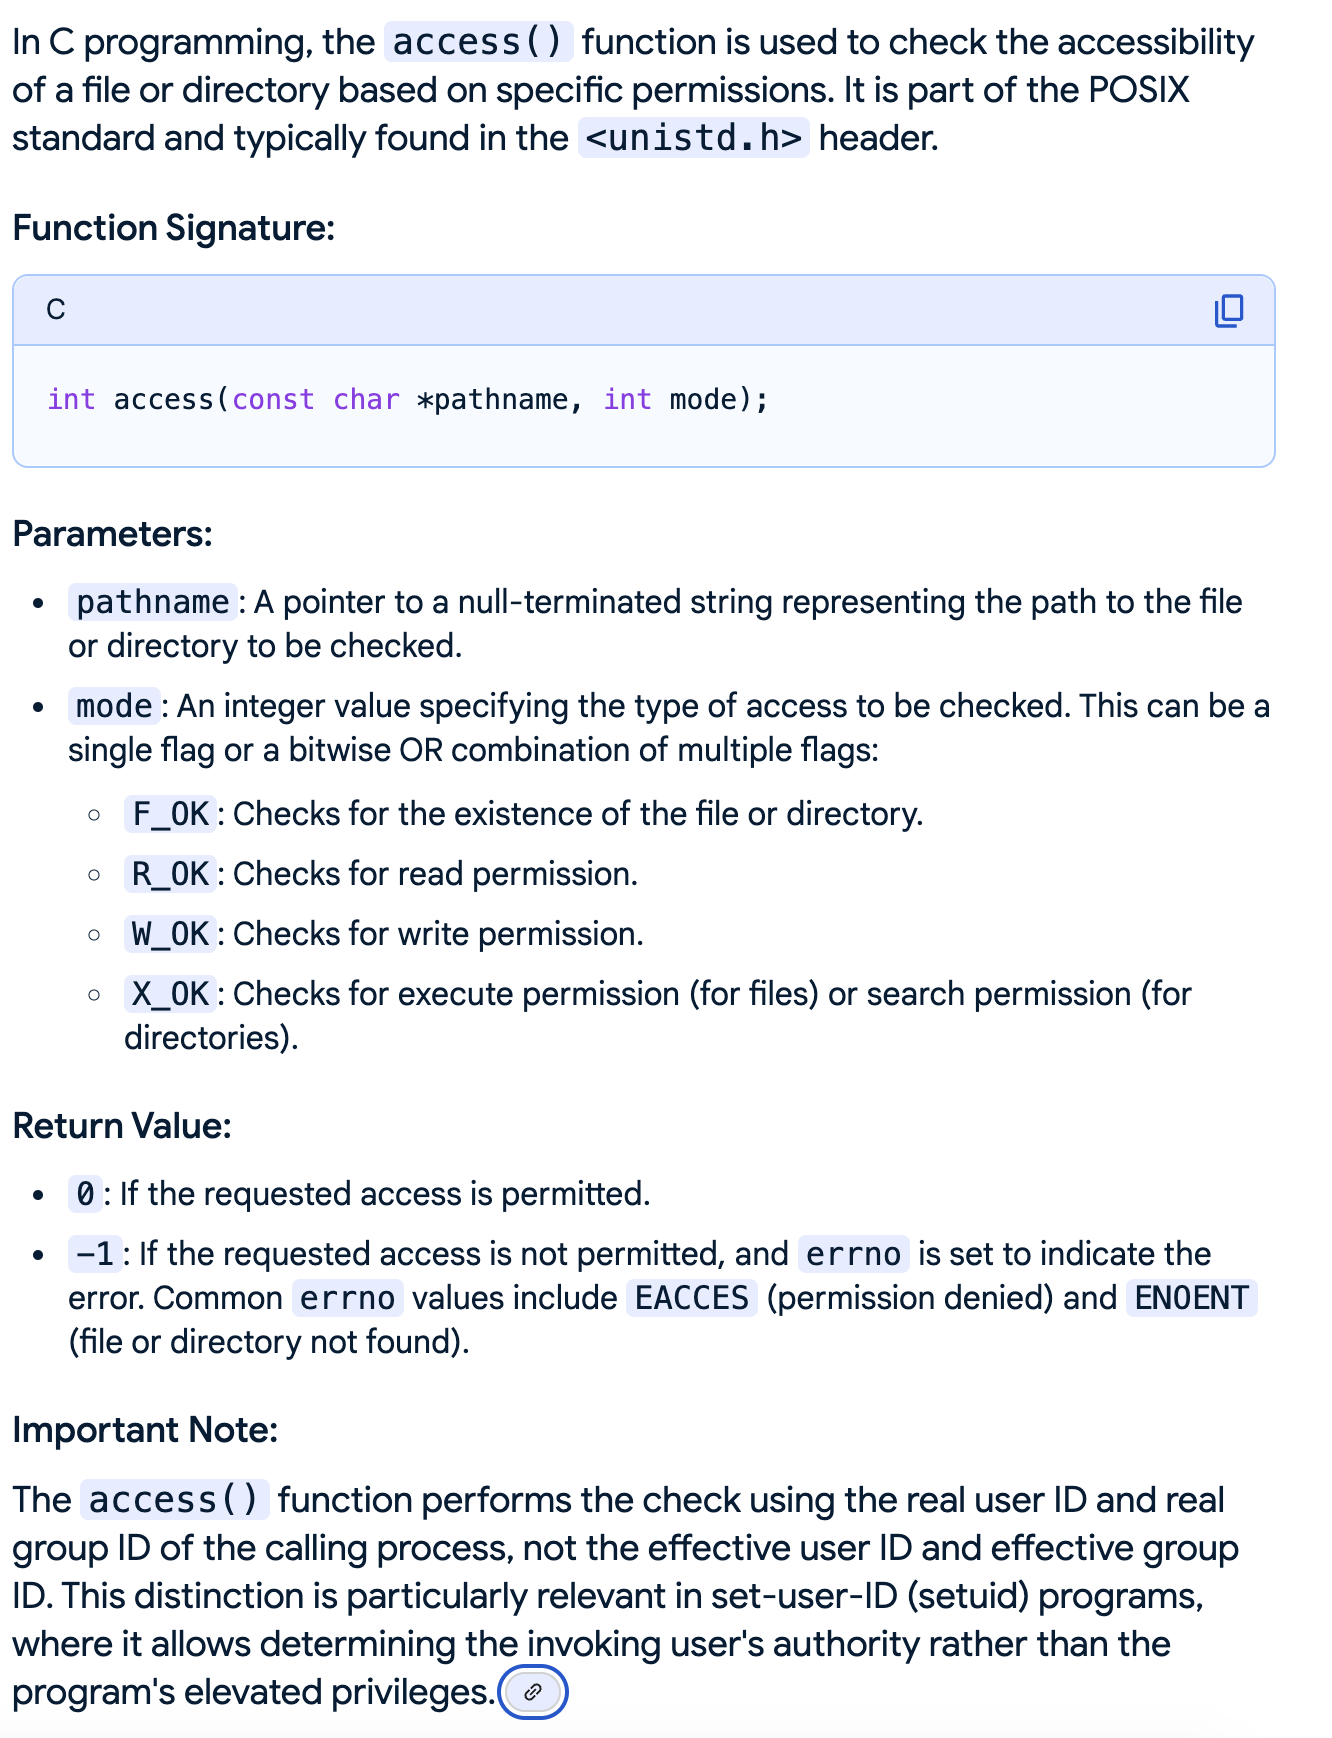 In C programming, the access() function is used to check the accessibility
of a file or directory based on specific permissions. It is part of the POSIX
standard and typically found in the <unistd.h> header.
Function Signature:
C
int access(const char *pathname, int mode);
Parameters:
• pathname: A pointer to a null-terminated string representing the path to the file
or directory to be checked.
• mode: An integer value specifying the type of access to be checked. This can be a
single flag or a bitwise OR combination of multiple flags:
○ F_OK: Checks for the existence of the file or directory.
○ R_OK: Checks for read permission.
○ W_OK: Checks for write permission.
○ X_OK: Checks for execute permission (for files) or search permission (for
directories).
Return Value:
• 0: If the requested access is permitted.
• -1: If the requested access is not permitted, and errno is set to indicate the
error. Common errno values include EACCES (permission denied) and ENOENT
(file or directory not found).
Important Note:
The access() function performs the check using the real user ID and real
group ID of the calling process, not the effective user ID and effective group
ID. This distinction is particularly relevant in set-user-ID (setuid) programs,
where it allows determining the invoking user's authority rather than the
program's elevated privileges.